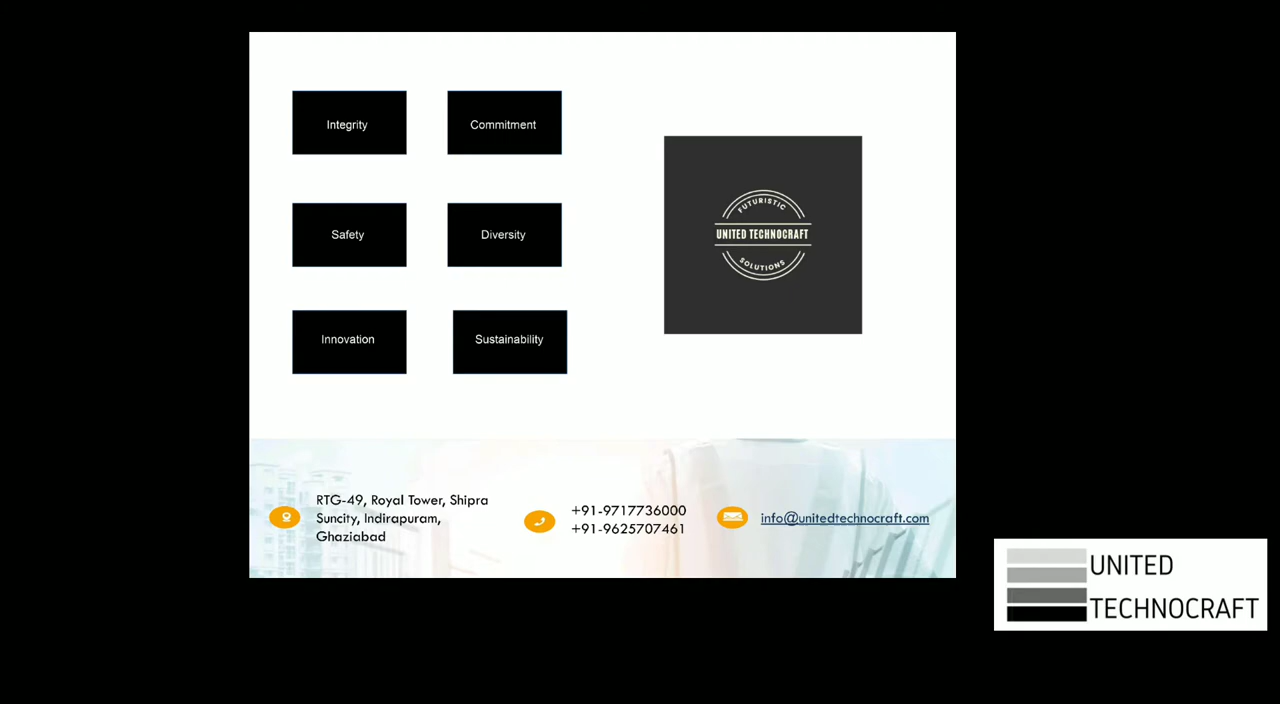 Integrity
Commitment
Safety
Diversity
Innovation
Sustainability
FUTURISTIC
UNITED TECHNOCRAFT
SOLUTIONS
RTG-49, Royal Tower, Shipra
Suncity, Indirapuram,
Ghaziabad
+91-9717736000
+91-9625707461
info@unitedtechnocraft.com
UNITED
TECHNOCRAFT